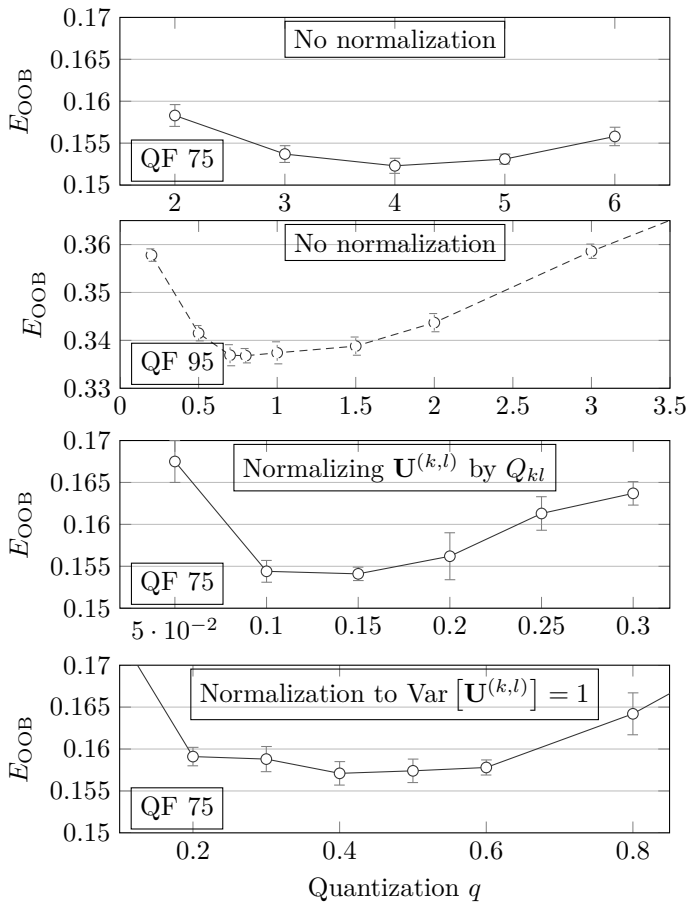 0.17
0.165
0.16
0.155
0.15
E_OOB
No normalization
QF 75
2 3 4 5 6
0.36
0.35
0.34
0.33
E_OOB
No normalization
QF 95
0 0.5 1 1.5 2 2.5 3 3.5
0.17
0.165
0.16
0.155
0.15
E_OOB
Normalizing U^(k,l) by Q_kl
QF 75
5 · 10^−2 0.1 0.15 0.2 0.25 0.3
0.17
0.165
0.16
0.155
0.15
E_OOB
Normalization to Var [U^(k,l)] = 1
QF 75
0.2 0.4 0.6 0.8
Quantization q